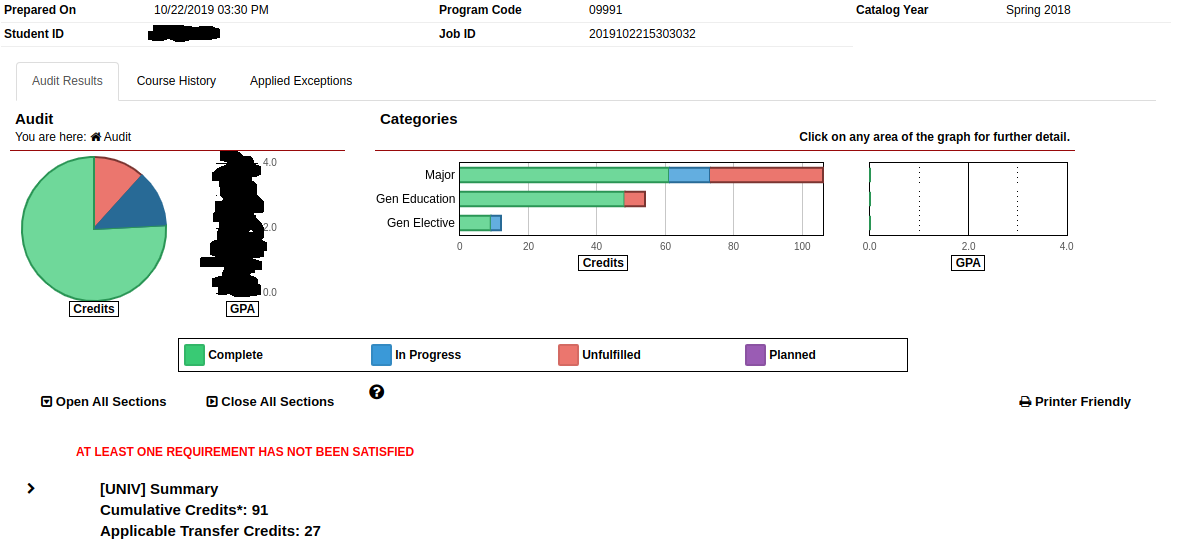 Prepared On 10/22/2019 03:30 PM Program Code 09991 Catalog Year Spring 2018
Student ID Job ID 2019102215303032
Audit Results Course History Applied Exceptions
Audit
You are here: Audit
Categories
Click on any area of the graph for further detail.
4.0
2.0
0.0
Credits
GPA
Major
Gen Education
Gen Elective
0 20 40 60 80 100
Credits
0.0 2.0 4.0
GPA
Complete In Progress Unfulfilled Planned
Open All Sections Close All Sections ? Printer Friendly
AT LEAST ONE REQUIREMENT HAS NOT BEEN SATISFIED
[UNIV] Summary
Cumulative Credits*: 91
Applicable Transfer Credits: 27